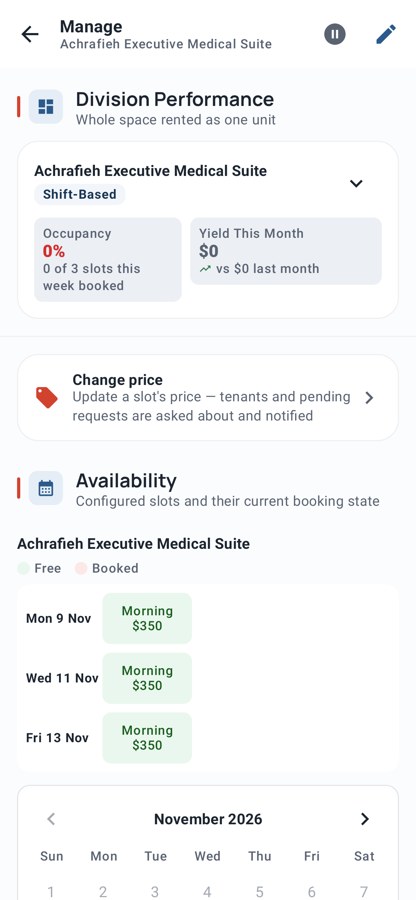 Manage
Achrafieh Executive Medical Suite
Division Performance
Whole space rented as one unit
Achrafieh Executive Medical Suite
Shift-Based
Occupancy
0%
0 of 3 slots this
week booked
Yield This Month
$0
vs $0 last month
Change price
Update a slot's price — tenants and pending
requests are asked about and notified
Availability
Configured slots and their current booking state
Achrafieh Executive Medical Suite
Free Booked
Mon 9 Nov
Morning
$350
Wed 11 Nov
Morning
$350
Fri 13 Nov
Morning
$350
November 2026
Sun Mon Tue Wed Thu Fri Sat
1 2 3 4 5 6 7